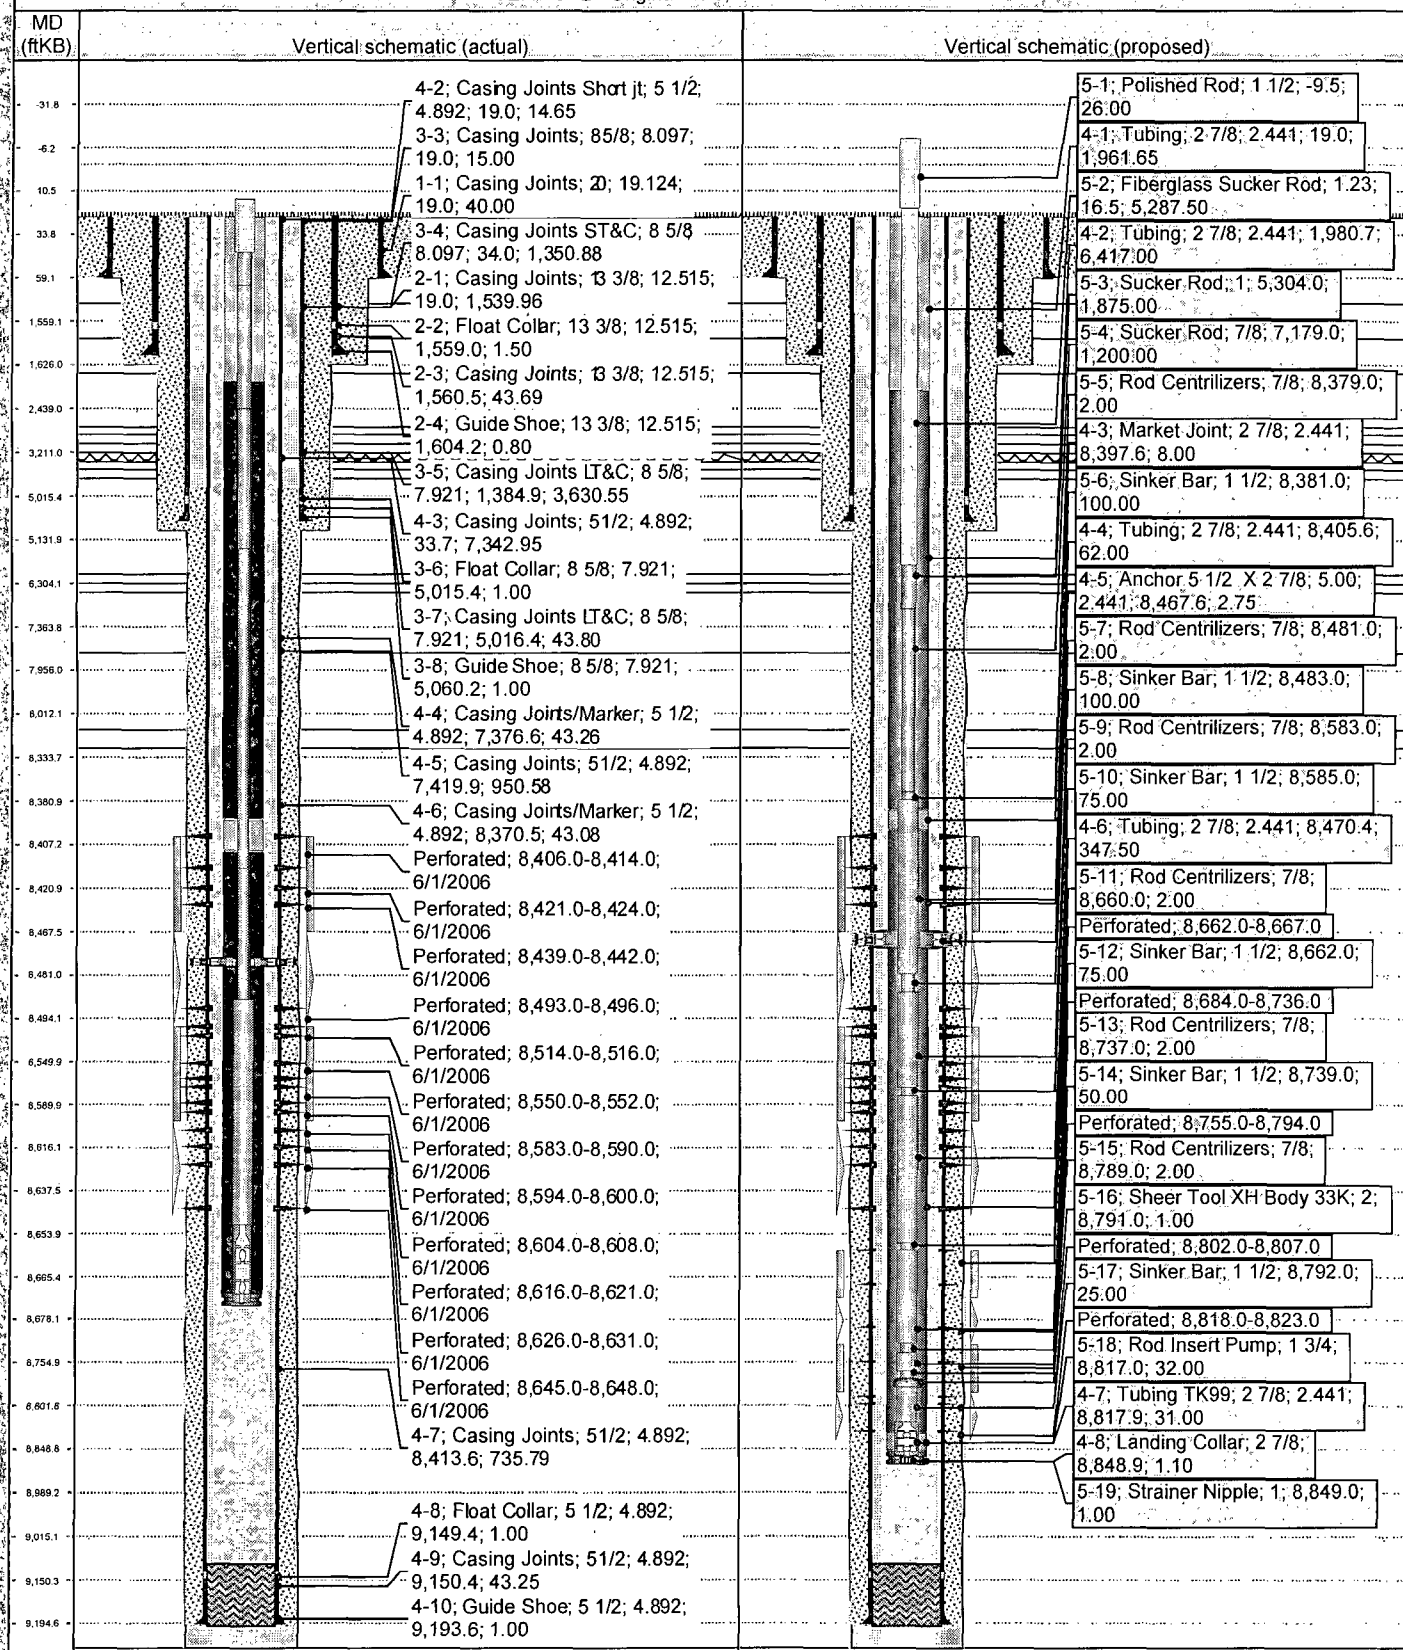 MD
(ftKB)
Vertical schematic (actual)
Vertical schematic (proposed)
-31.8
-6.2
10.5
33.8
59.1
1,559.1
1,626.0
2,439.0
3,211.0
5,015.4
5,131.9
6,304.1
7,363.8
7,956.0
8,012.1
8,333.7
8,380.9
8,407.2
8,420.9
8,467.5
8,481.0
8,494.1
8,549.9
8,589.9
8,616.1
8,637.5
8,653.9
8,665.4
8,678.1
8,754.9
8,801.8
8,848.8
8,989.2
9,015.1
9,150.3
9,194.6
4-2; Casing Joints Short jt; 5 1/2;
4.892; 19.0; 14.65
3-3; Casing Joints; 8 5/8; 8.097;
19.0; 15.00
1-1; Casing Joints; 20; 19.124;
19.0; 40.00
3-4; Casing Joints ST&C; 8 5/8
8.097; 34.0; 1,350.88
2-1; Casing Joints; 13 3/8; 12.515;
19.0; 1,539.96
2-2; Float Collar; 13 3/8; 12.515;
1,559.0; 1.50
2-3; Casing Joints; 13 3/8; 12.515;
1,560.5; 43.69
2-4; Guide Shoe; 13 3/8; 12.515;
1,604.2; 0.80
3-5; Casing Joints LT&C; 8 5/8;
7.921; 1,384.9; 3,630.55
4-3; Casing Joints; 5 1/2; 4.892;
33.7; 7,342.95
3-6; Float Collar; 8 5/8; 7.921;
5,015.4; 1.00
3-7; Casing Joints LT&C; 8 5/8;
7.921; 5,016.4; 43.80
3-8; Guide Shoe; 8 5/8; 7.921;
5,060.2; 1.00
4-4; Casing Joints/Marker; 5 1/2;
4.892; 7,376.6; 43.26
4-5; Casing Joints; 5 1/2; 4.892;
7,419.9; 950.58
4-6; Casing Joints/Marker; 5 1/2;
4.892; 8,370.5; 43.08
Perforated; 8,406.0-8,414.0;
6/1/2006
Perforated; 8,421.0-8,424.0;
6/1/2006
Perforated; 8,439.0-8,442.0;
6/1/2006
Perforated; 8,493.0-8,496.0;
6/1/2006
Perforated; 8,514.0-8,516.0;
6/1/2006
Perforated; 8,550.0-8,552.0;
6/1/2006
Perforated; 8,583.0-8,590.0;
6/1/2006
Perforated; 8,594.0-8,600.0;
6/1/2006
Perforated; 8,604.0-8,608.0;
6/1/2006
Perforated; 8,616.0-8,621.0;
6/1/2006
Perforated; 8,626.0-8,631.0;
6/1/2006
Perforated; 8,645.0-8,648.0;
6/1/2006
4-7; Casing Joints; 5 1/2; 4.892;
8,413.6; 735.79
4-8; Float Collar; 5 1/2; 4.892;
9,149.4; 1.00
4-9; Casing Joints; 5 1/2; 4.892;
9,150.4; 43.25
4-10; Guide Shoe; 5 1/2; 4.892;
9,193.6; 1.00
5-1; Polished Rod; 1 1/2; -9.5;
26.00
4-1; Tubing; 2 7/8; 2.441; 19.0;
1,961.65
5-2; Fiberglass Sucker Rod; 1.23;
16.5; 5,287.50
4-2; Tubing; 2 7/8; 2.441; 1,980.7;
6,417.00
5-3; Sucker Rod; 1; 5,304.0;
1,875.00
5-4; Sucker Rod; 7/8; 7,179.0;
1,200.00
5-5; Rod Centrilizers; 7/8; 8,379.0;
2.00
4-3; Market Joint; 2 7/8; 2.441;
8,397.6; 8.00
5-6; Sinker Bar; 1 1/2; 8,381.0;
100.00
4-4; Tubing; 2 7/8; 2.441; 8,405.6;
62.00
4-5; Anchor 5 1/2 X 2 7/8; 5.00;
2.441; 8,467.6; 2.75
5-7; Rod Centrilizers; 7/8; 8,481.0;
2.00
5-8; Sinker Bar; 1 1/2; 8,483.0;
100.00
5-9; Rod Centrilizers; 7/8; 8,583.0;
2.00
5-10; Sinker Bar; 1 1/2; 8,585.0;
75.00
4-6; Tubing; 2 7/8; 2.441; 8,470.4;
347.50
5-11; Rod Centrilizers; 7/8;
8,660.0; 2.00
Perforated; 8,662.0-8,667.0
5-12; Sinker Bar; 1 1/2; 8,662.0;
75.00
Perforated; 8,684.0-8,736.0
5-13; Rod Centrilizers; 7/8;
8,737.0; 2.00
5-14; Sinker Bar; 1 1/2; 8,739.0;
50.00
Perforated; 8,755.0-8,794.0
5-15; Rod Centrilizers; 7/8;
8,789.0; 2.00
5-16; Sheer Tool XH Body 33K; 2;
8,791.0; 1.00
Perforated; 8,802.0-8,807.0
5-17; Sinker Bar; 1 1/2; 8,792.0;
25.00
Perforated; 8,818.0-8,823.0
5-18; Rod Insert Pump; 1 3/4;
8,817.0; 32.00
4-7; Tubing TK99; 2 7/8; 2.441;
8,817.9; 31.00
4-8; Landing Collar; 2 7/8;
8,848.9; 1.10
5-19; Strainer Nipple; 1; 8,849.0;
1.00